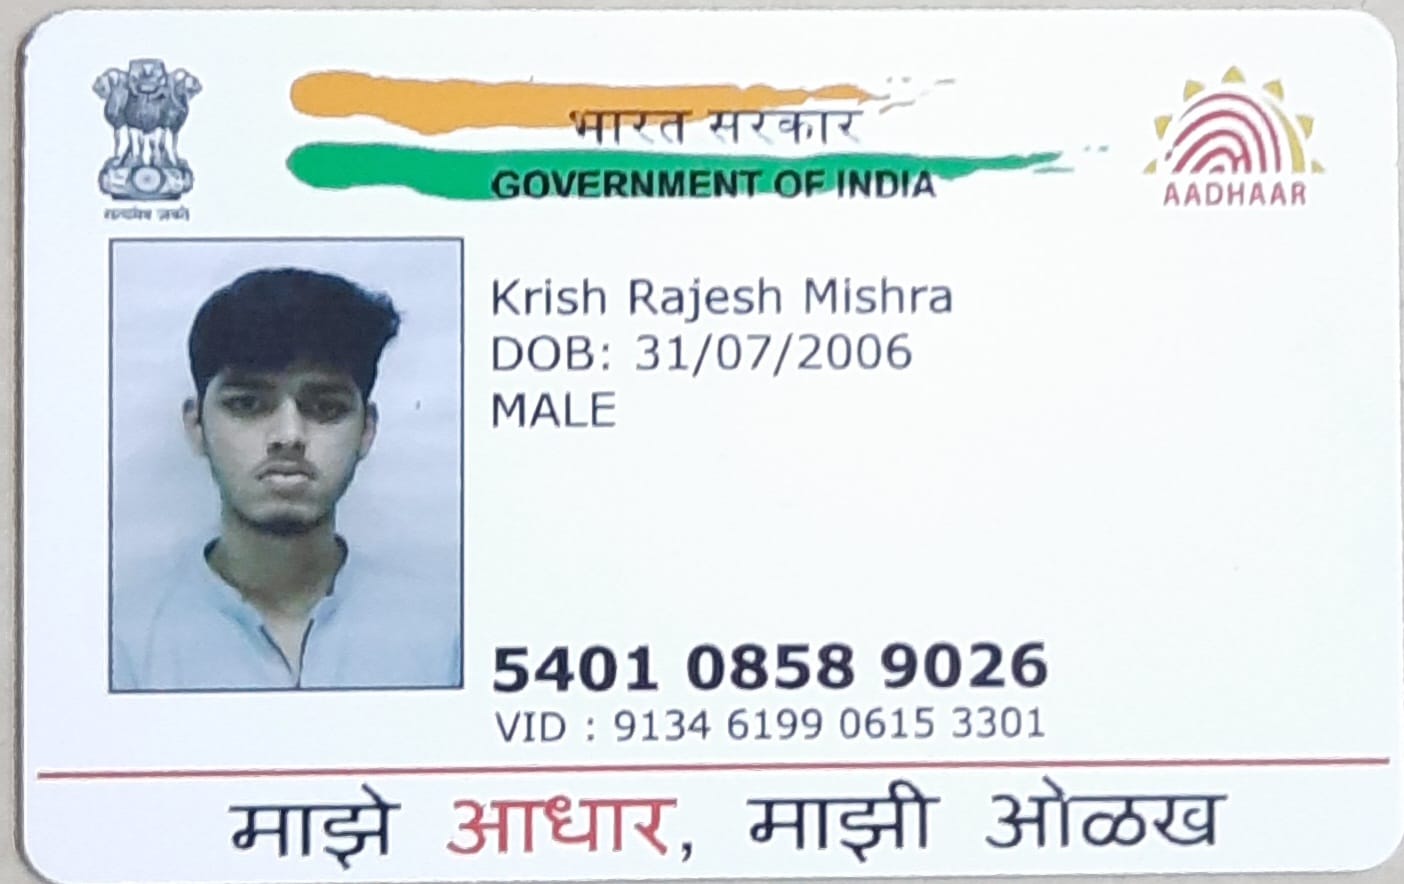 भारत सरकार
GOVERNMENT OF INDIA
AADHAAR
सत्यमेव जयते
Krish Rajesh Mishra
DOB: 31/07/2006
MALE
5401 0858 9026
VID : 9134 6199 0615 3301
माझे आधार, माझी ओळख